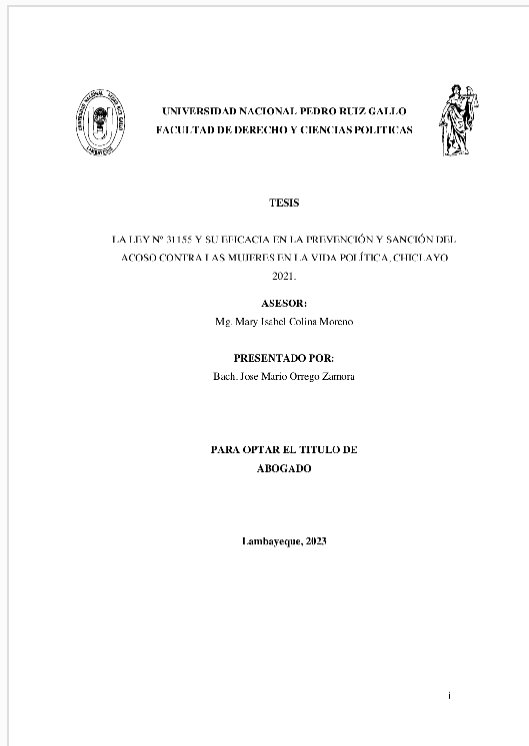 UNIVERSIDAD NACIONAL PEDRO RUIZ GALLO
FACULTAD DE DERECHO Y CIENCIAS POLITICAS
TESIS
LA LEY Nº 31155 Y SU EFICACIA EN LA PREVENCIÓN Y SANCIÓN DEL
ACOSO CONTRA LAS MUJERES EN LA VIDA POLÍTICA, CHICLAYO
2021.
ASESOR:
Mg. Mary Isabel Colina Moreno
PRESENTADO POR:
Bach. Jose Mario Orrego Zamora
PARA OPTAR EL TITULO DE
ABOGADO
Lambayeque, 2023
i